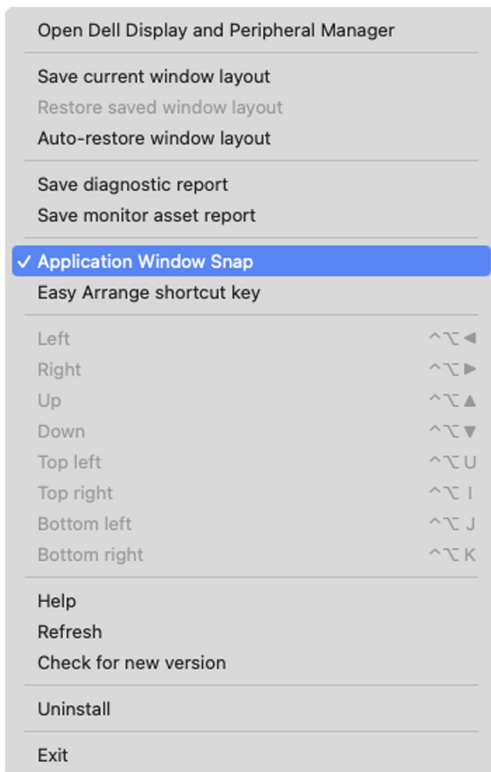 Open Dell Display and Peripheral Manager
Save current window layout
Restore saved window layout
Auto-restore window layout
Save diagnostic report
Save monitor asset report
✓ Application Window Snap
Easy Arrange shortcut key
Left ^⌥◀
Right ^⌥▶
Up ^⌥▲
Down ^⌥▼
Top left ^⌥U
Top right ^⌥I
Bottom left ^⌥J
Bottom right ^⌥K
Help
Refresh
Check for new version
Uninstall
Exit